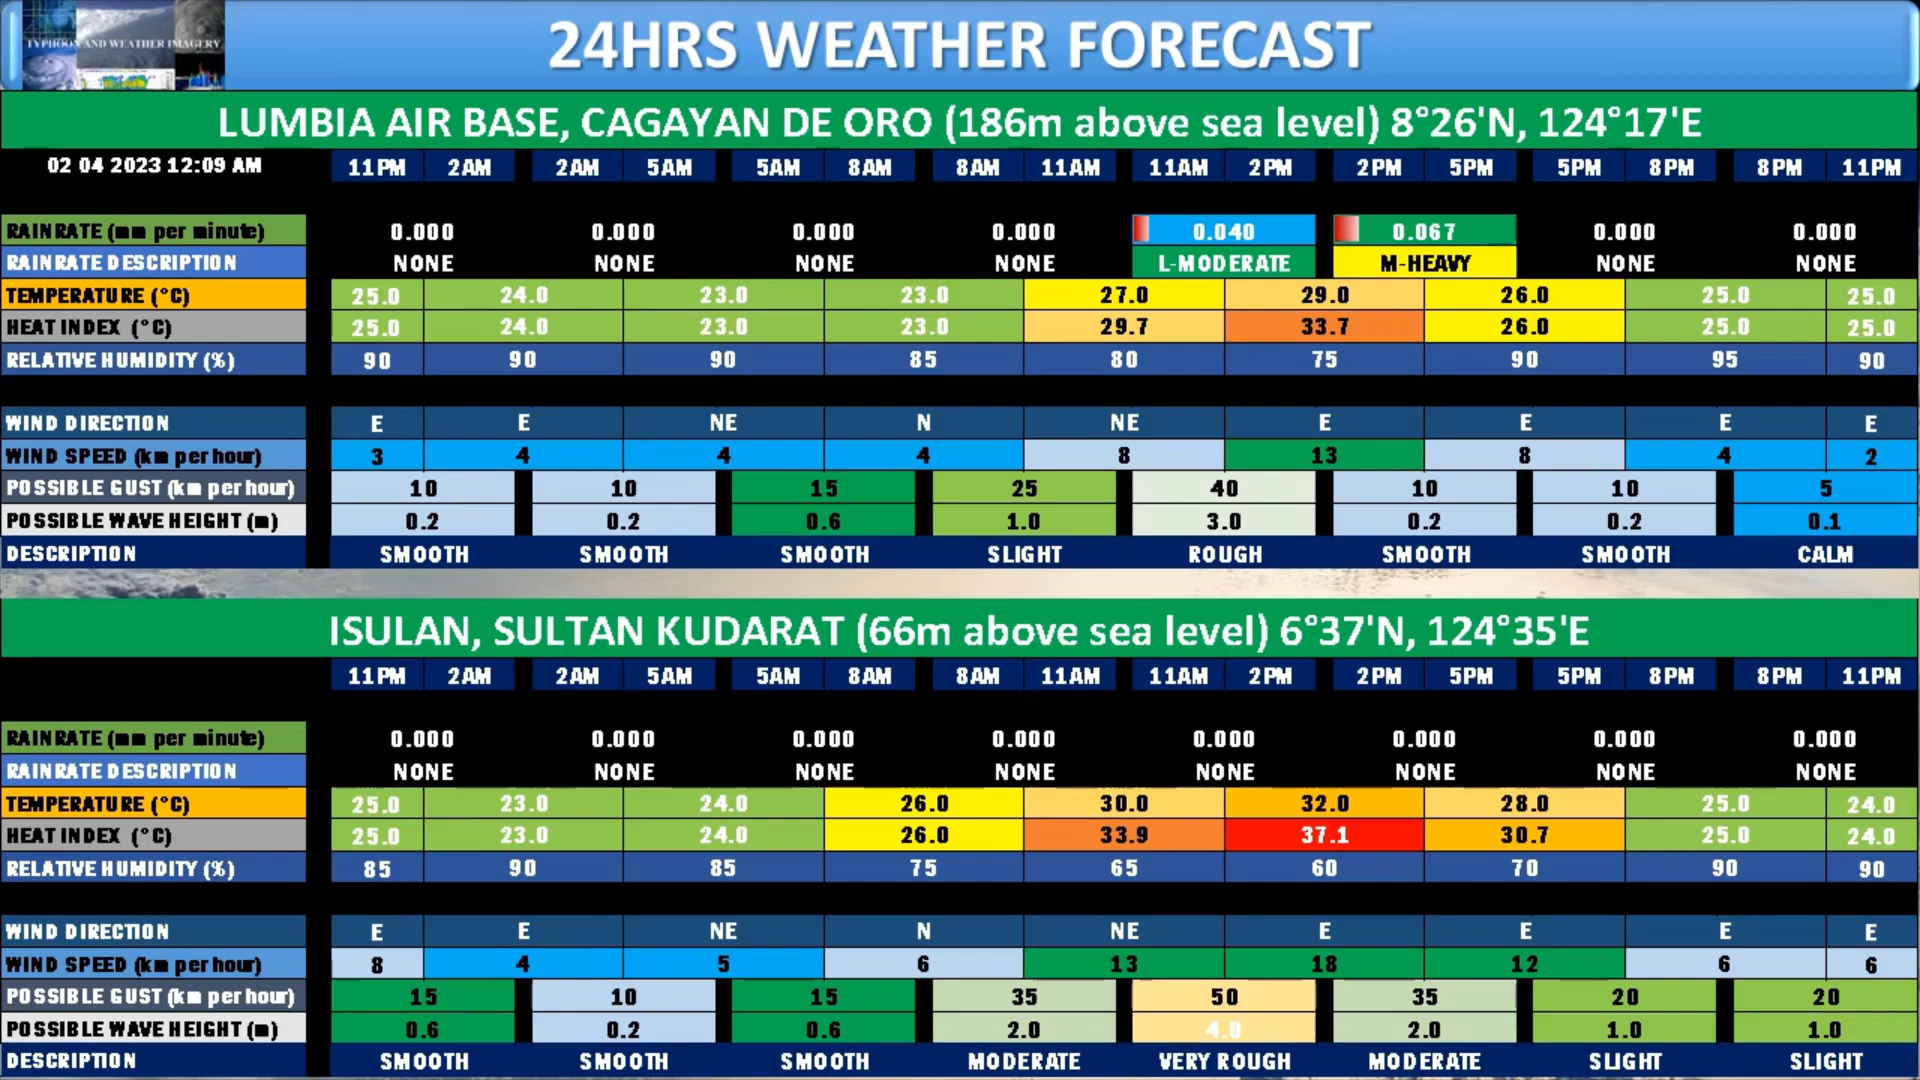 TYPHOON AND WEATHER IMAGERY
24HRS WEATHER FORECAST
LUMBIA AIR BASE, CAGAYAN DE ORO (186m above sea level) 8°26'N, 124°17'E
02 04 2023 12:09 AM 11PM 2AM 2AM 5AM 5AM 8AM 8AM 11AM 11AM 2PM 2PM 5PM 5PM 8PM 8PM 11PM
RAINRATE (mm per minute) 0.000 0.000 0.000 0.000 0.040 0.067 0.000 0.000
RAINRATE DESCRIPTION NONE NONE NONE NONE L-MODERATE M-HEAVY NONE NONE
TEMPERATURE (°C) 25.0 24.0 23.0 23.0 27.0 29.0 26.0 25.0 25.0
HEAT INDEX (°C) 25.0 24.0 23.0 23.0 29.7 33.7 26.0 25.0 25.0
RELATIVE HUMIDITY (%) 90 90 90 85 80 75 90 95 90
WIND DIRECTION E E NE N NE E E E E
WIND SPEED (km per hour) 3 4 4 4 8 13 8 4 2
POSSIBLE GUST (km per hour) 10 10 15 25 40 10 10 5
POSSIBLE WAVE HEIGHT (m) 0.2 0.2 0.6 1.0 3.0 0.2 0.2 0.1
DESCRIPTION SMOOTH SMOOTH SMOOTH SLIGHT ROUGH SMOOTH SMOOTH CALM
ISULAN, SULTAN KUDARAT (66m above sea level) 6°37'N, 124°35'E
11PM 2AM 2AM 5AM 5AM 8AM 8AM 11AM 11AM 2PM 2PM 5PM 5PM 8PM 8PM 11PM
RAINRATE (mm per minute) 0.000 0.000 0.000 0.000 0.000 0.000 0.000 0.000
RAINRATE DESCRIPTION NONE NONE NONE NONE NONE NONE NONE NONE
TEMPERATURE (°C) 25.0 23.0 24.0 26.0 30.0 32.0 28.0 25.0 24.0
HEAT INDEX (°C) 25.0 23.0 24.0 26.0 33.9 37.1 30.7 25.0 24.0
RELATIVE HUMIDITY (%) 85 90 85 75 65 60 70 90 90
WIND DIRECTION E E NE N NE E E E E
WIND SPEED (km per hour) 8 4 5 6 13 18 12 6 6
POSSIBLE GUST (km per hour) 15 10 15 35 50 35 20 20
POSSIBLE WAVE HEIGHT (m) 0.6 0.2 0.6 2.0 4.0 2.0 1.0 1.0
DESCRIPTION SMOOTH SMOOTH SMOOTH MODERATE VERY ROUGH MODERATE SLIGHT SLIGHT